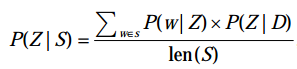 P(Z | S) = ∑_{w∈s} P(w | Z) × P(Z | D) / len(S)